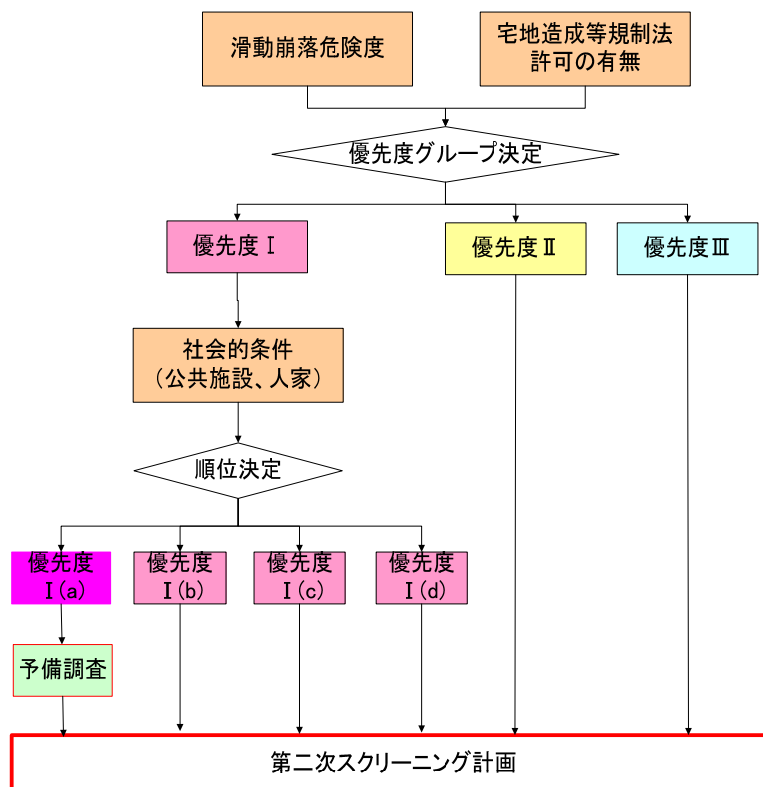 滑動崩落危険度
宅地造成等規制法
許可の有無
優先度グループ決定
優先度Ⅰ
優先度Ⅱ
優先度Ⅲ
社会的条件
（公共施設、人家）
順位決定
優先度
Ⅰ(a)
優先度
Ⅰ(b)
優先度
Ⅰ(c)
優先度
Ⅰ(d)
予備調査
第二次スクリーニング計画